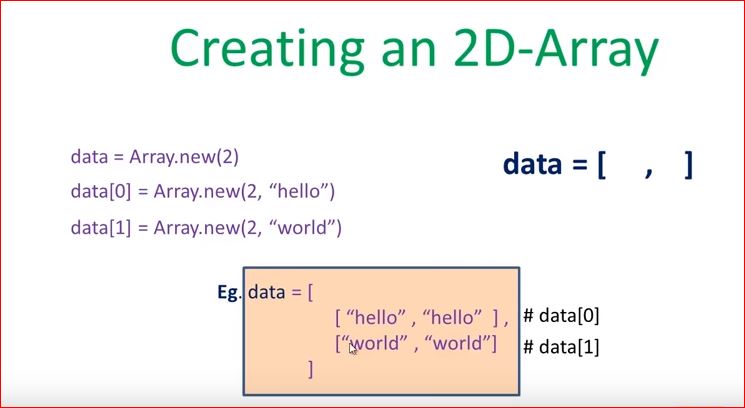 Creating an 2D-Array
data = Array.new(2)
data[0] = Array.new(2, “hello”)
data[1] = Array.new(2, “world”)
data = [ , ]
Eg. data = [
[ “hello” , “hello” ] , # data[0]
[“world” , “world”] # data[1]
]